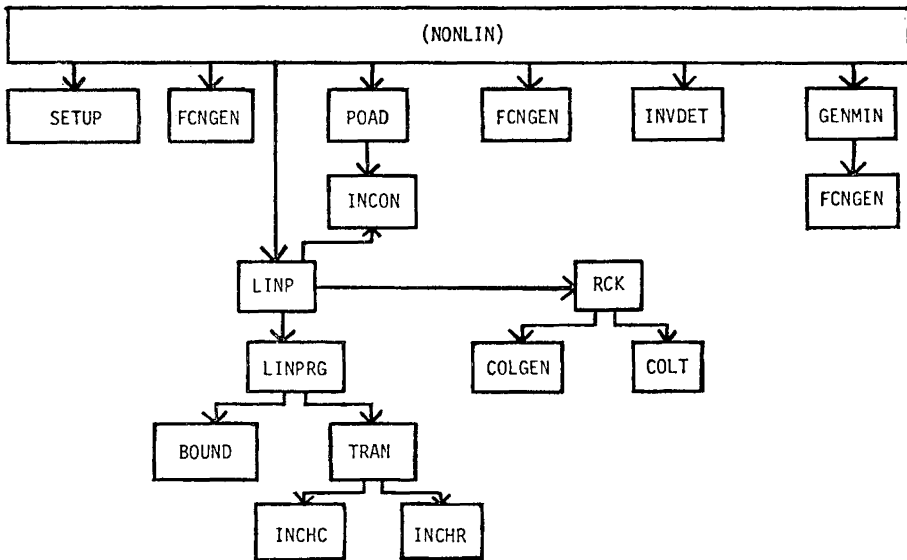 (NONLIN)
SETUP
FCNGEN
POAD
FCNGEN
INVDET
GENMIN
INCON
FCNGEN
LINP
RCK
LINPRG
COLGEN
COLT
BOUND
TRAN
INCHC
INCHR